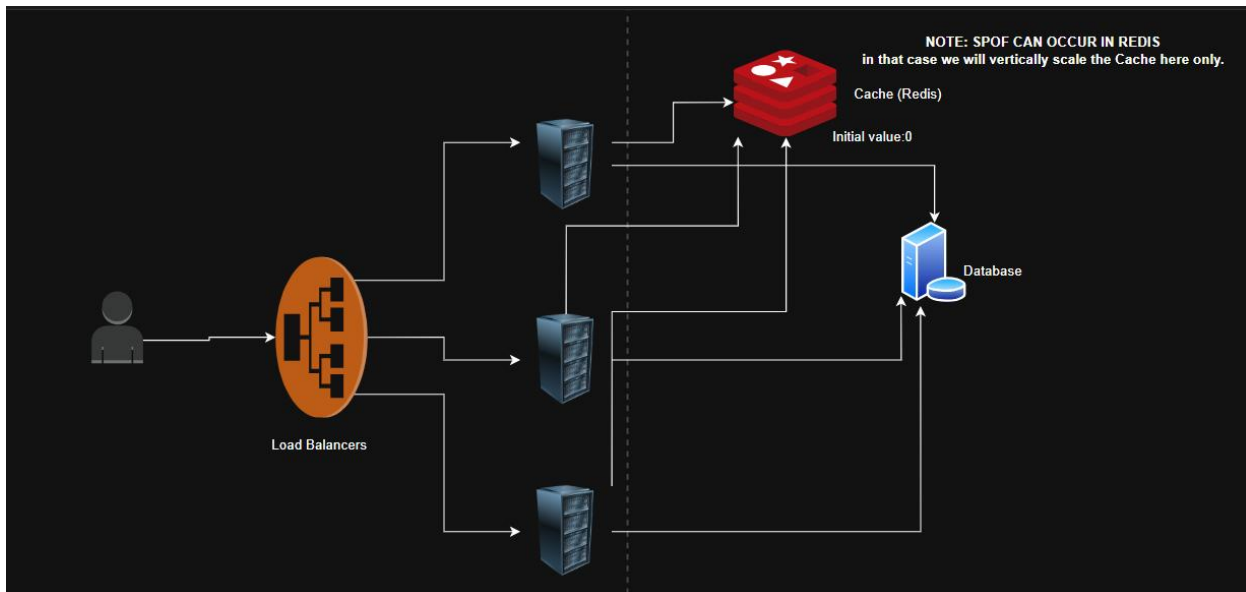 NOTE: SPOF CAN OCCUR IN REDIS
in that case we will vertically scale the Cache here only.
Cache (Redis)
Initial value:0
Database
Load Balancers